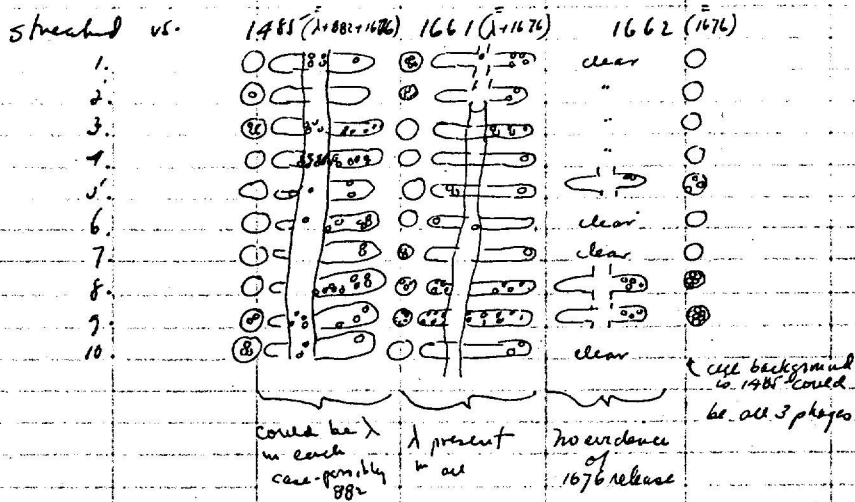 streaked vs. 1485 (λ+882+1676) 1661 (λ+1676) 1662 (1676)
1. clear
2. "
3. "
4. "
5.
6. clear
7. clear
8.
9.
10. clear
could be λ
in each
case - possibly
882
λ present
in all
no evidence
of
1676 release
background
is 1485 could
be all 3 phages